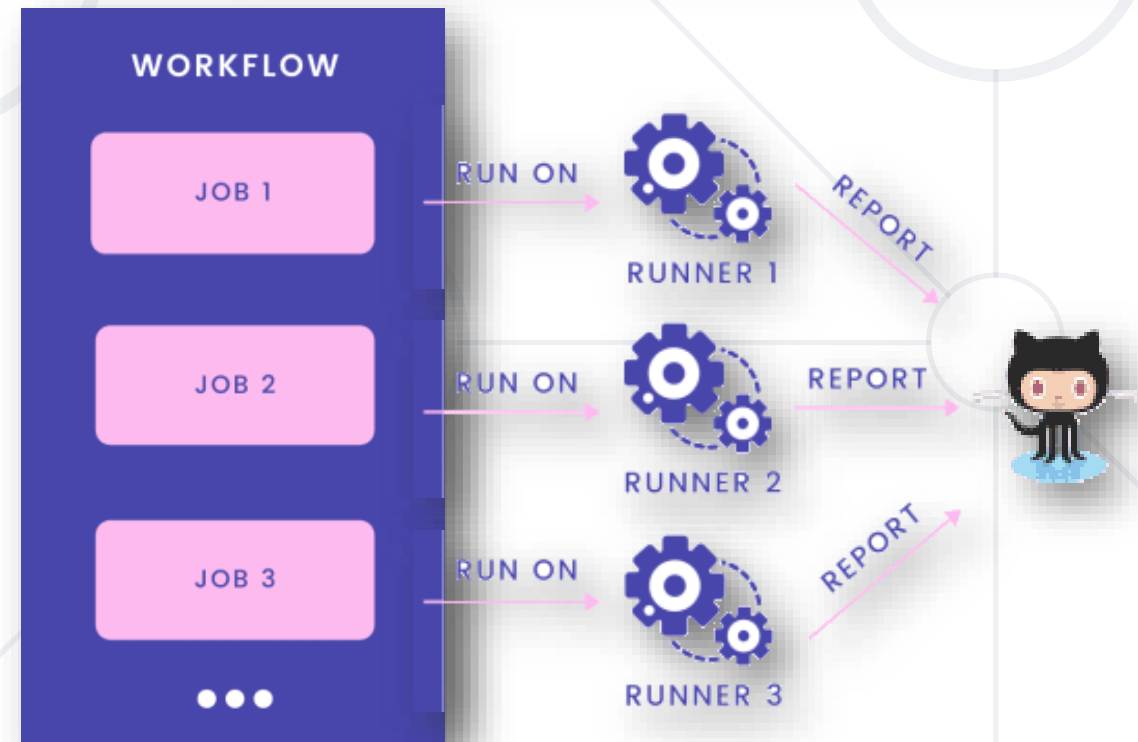 WORKFLOW
JOB 1
RUN ON
RUNNER 1
REPORT
JOB 2
RUN ON
RUNNER 2
REPORT
JOB 3
RUN ON
RUNNER 3
REPORT